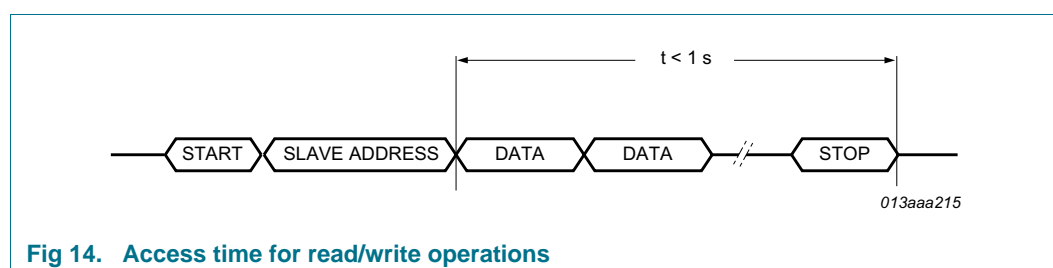 t < 1 s
START SLAVE ADDRESS DATA DATA STOP
013aaa215
Fig 14. Access time for read/write operations